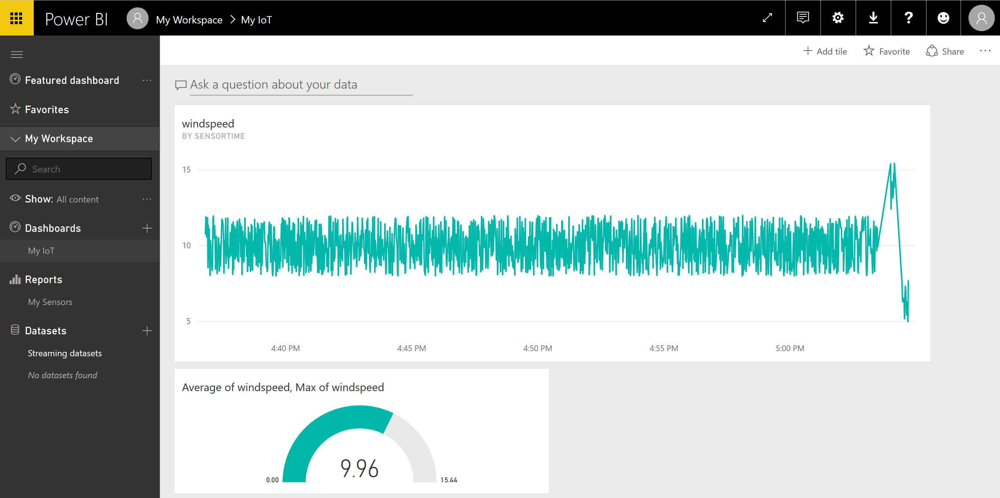 Power BI My Workspace > My IoT ?
+ Add tile Favorite Share ...
Featured dashboard ...
Favorites
My Workspace
Search
Show: All content ...
Dashboards +
My IoT
Reports
My Sensors
Datasets +
Streaming datasets
No datasets found
Ask a question about your data
windspeed
BY SENSORTIME
15
10
5
4:40 PM 4:45 PM 4:50 PM 4:55 PM 5:00 PM
Average of windspeed, Max of windspeed
9.96
0.00 15.44